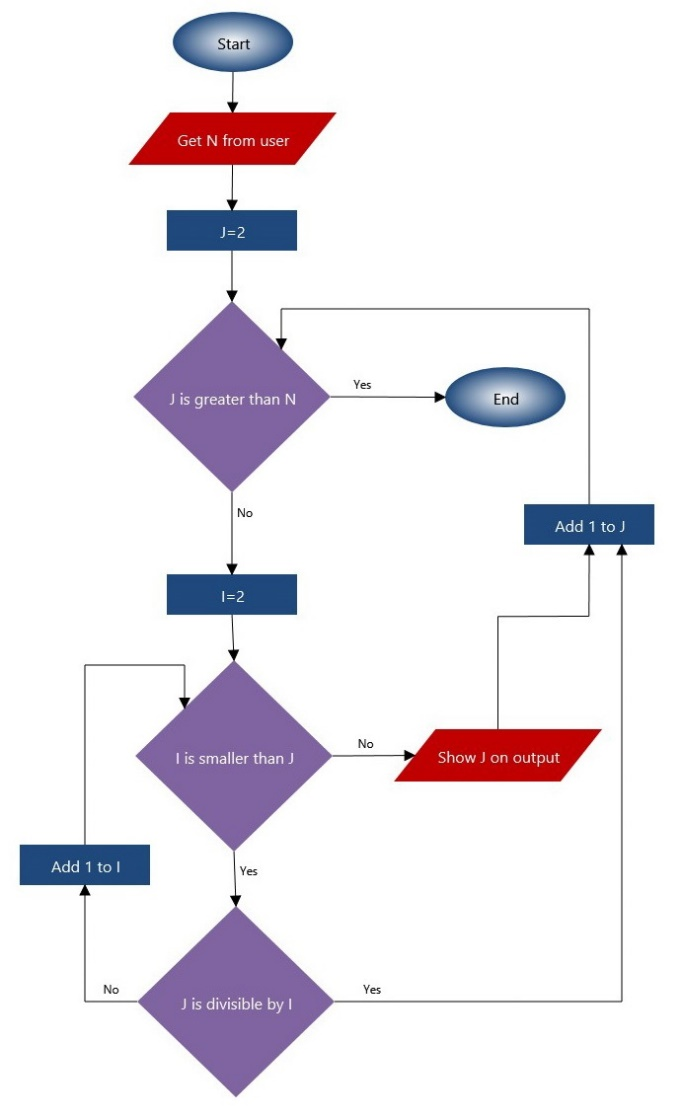 Start
Get N from user
J=2
J is greater than N
Yes
End
No
Add 1 to J
I=2
I is smaller than J
No
Show J on output
Add 1 to I
Yes
J is divisible by I
No
Yes